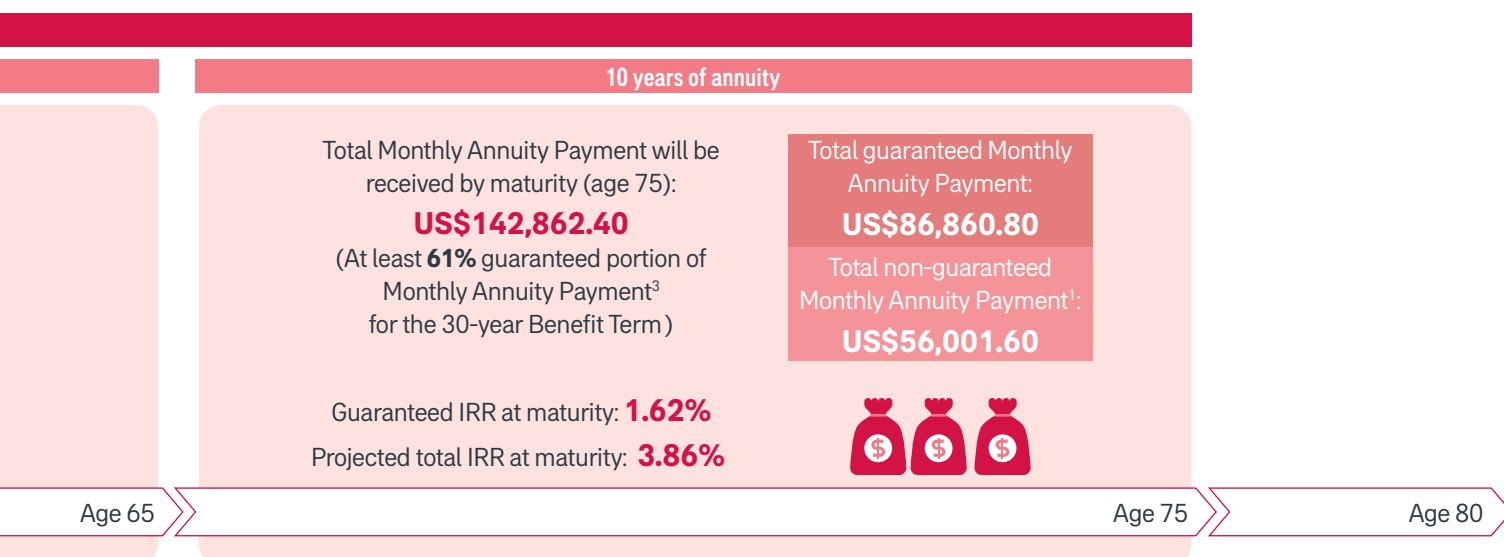 10 years of annuity
Total Monthly Annuity Payment will be
received by maturity (age 75):
US$142,862.40
(At least 61% guaranteed portion of
Monthly Annuity Payment3
for the 30-year Benefit Term)
Total guaranteed Monthly
Annuity Payment:
US$86,860.80
Total non-guaranteed
Monthly Annuity Payment1:
US$56,001.60
Guaranteed IRR at maturity: 1.62%
Projected total IRR at maturity: 3.86%
$ $ $
Age 65 Age 75 Age 80